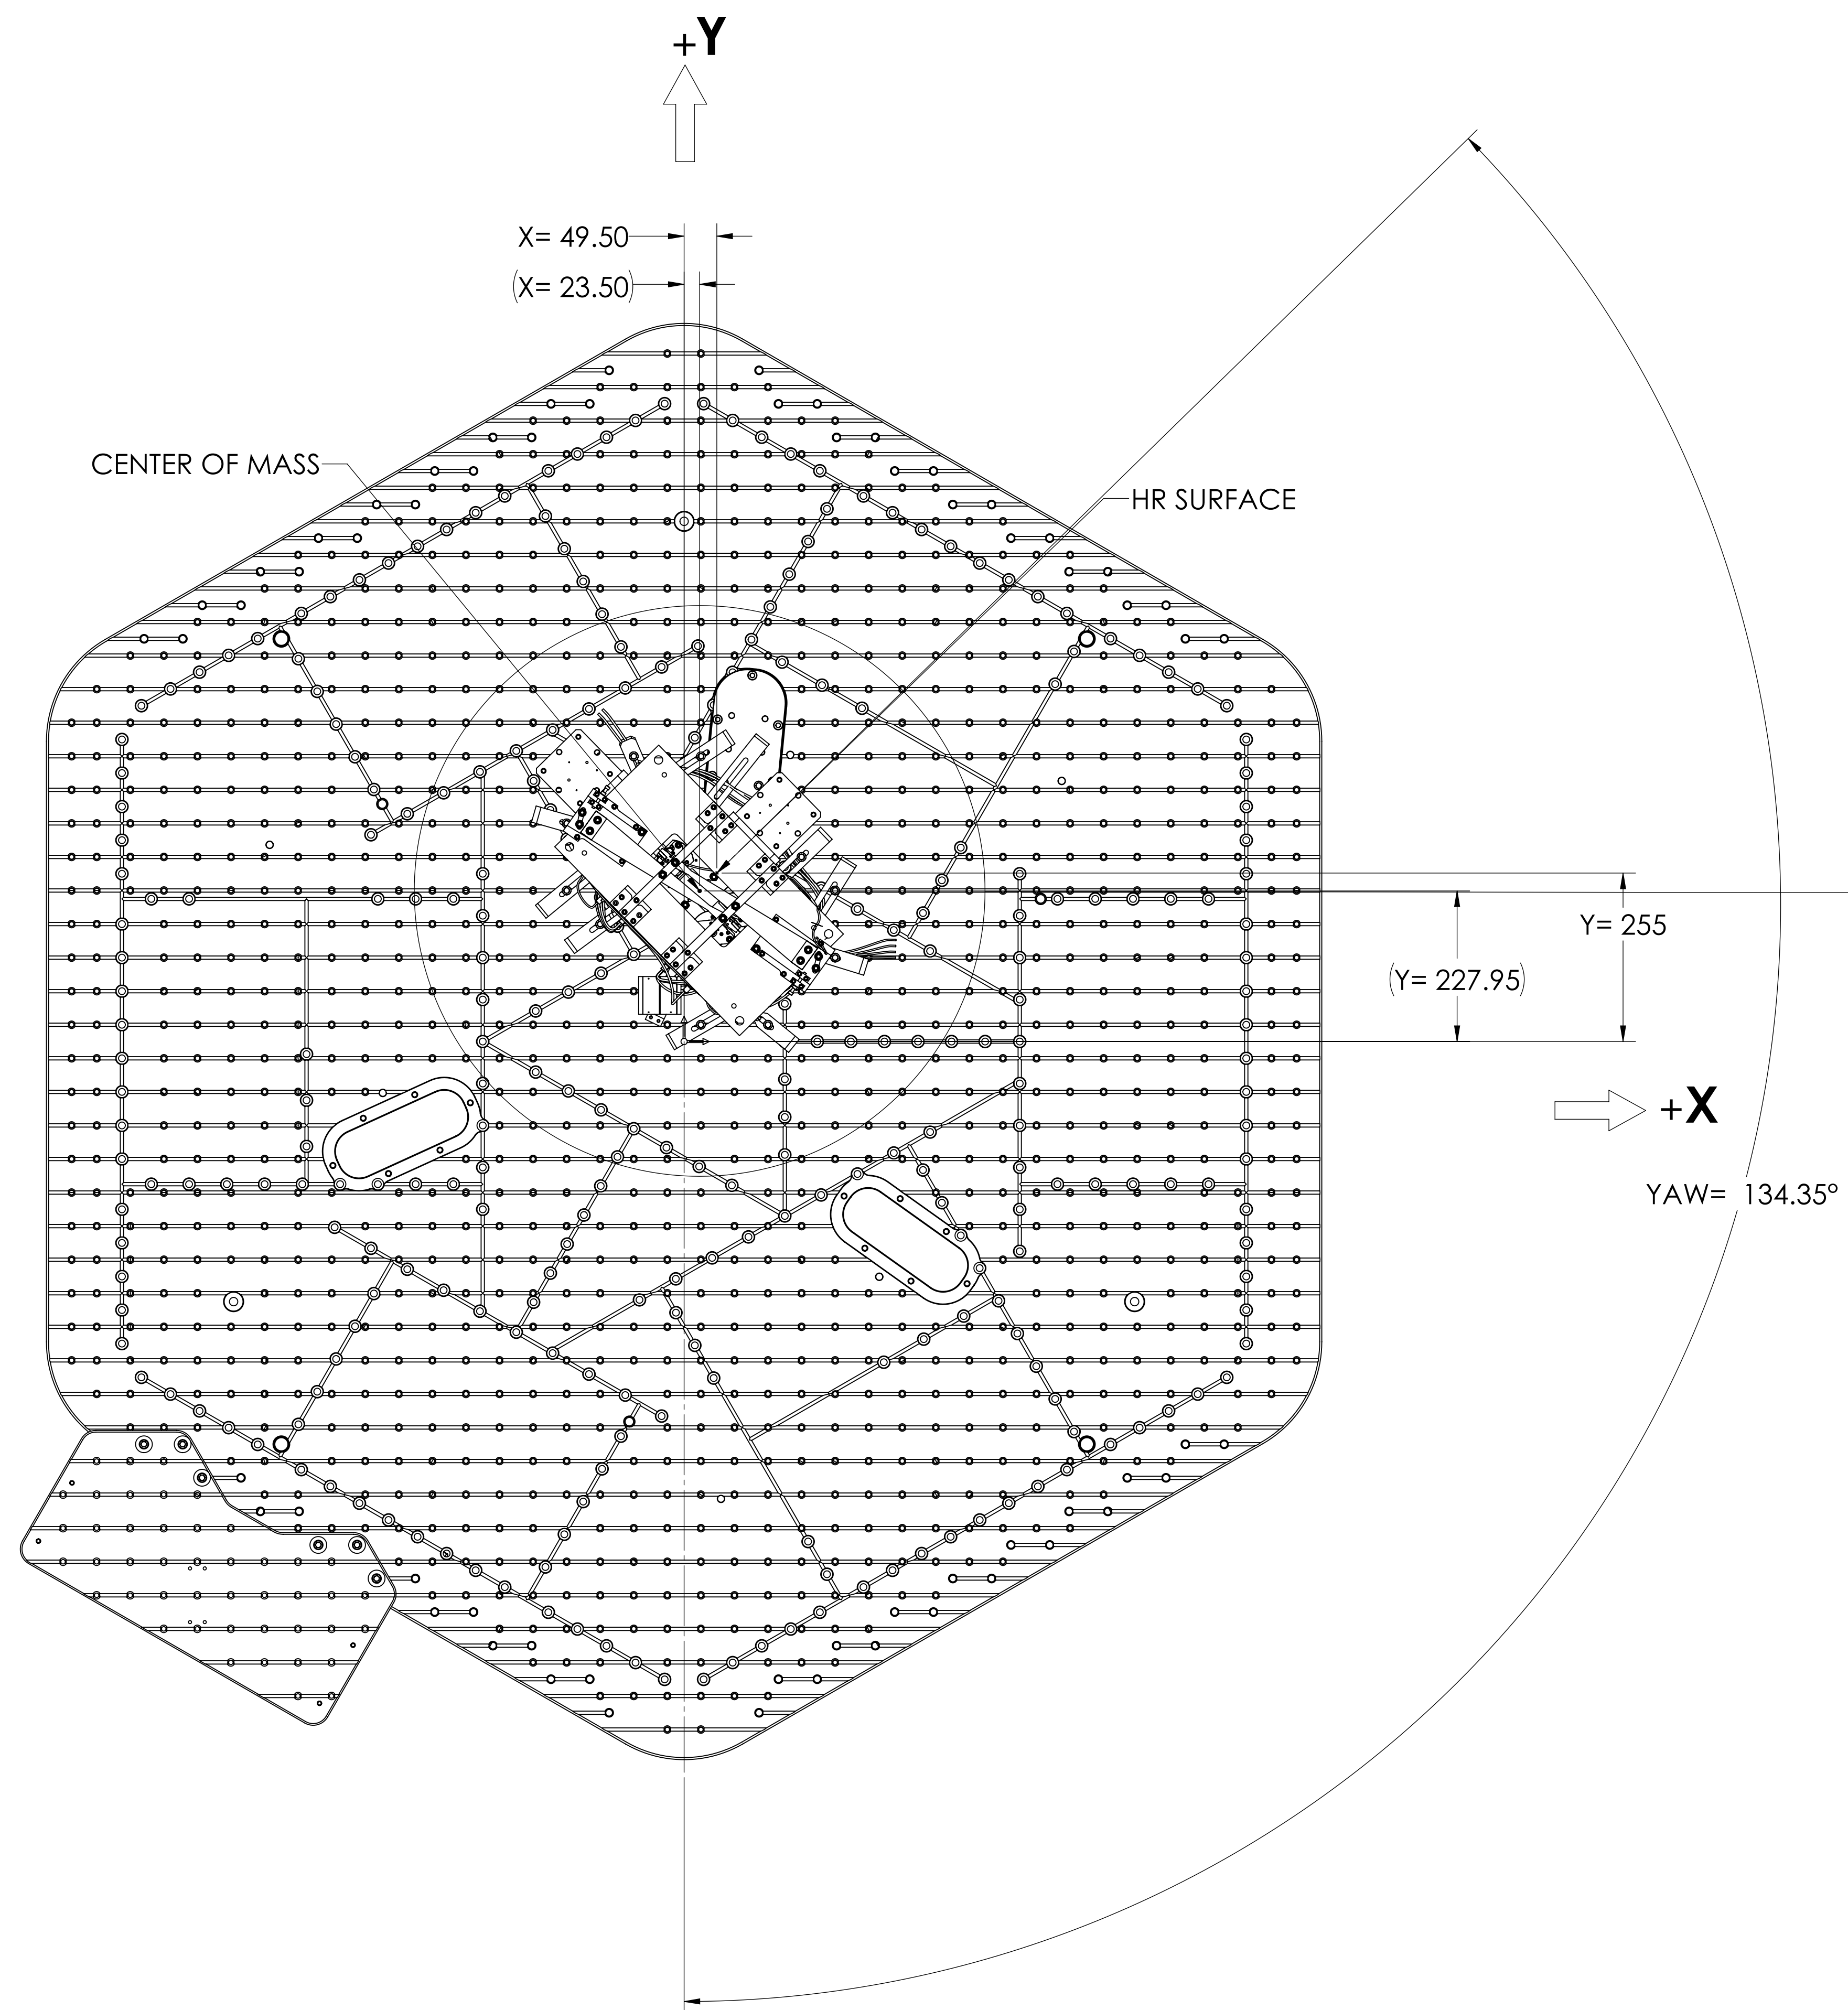 +Y
X= 49.50
(X= 23.50)
CENTER OF MASS
HR SURFACE
Y= 255
(Y= 227.95)
+X
YAW= 134.35°